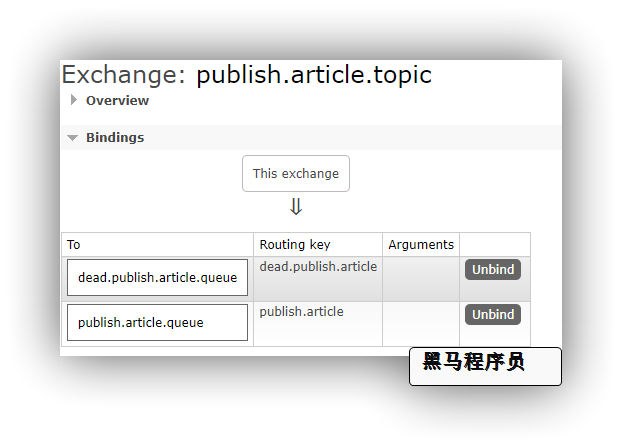 Exchange: publish.article.topic
Overview
Bindings
This exchange
⇓
To Routing key Arguments
dead.publish.article.queue dead.publish.article Unbind
publish.article.queue publish.article Unbind
黑马程序员